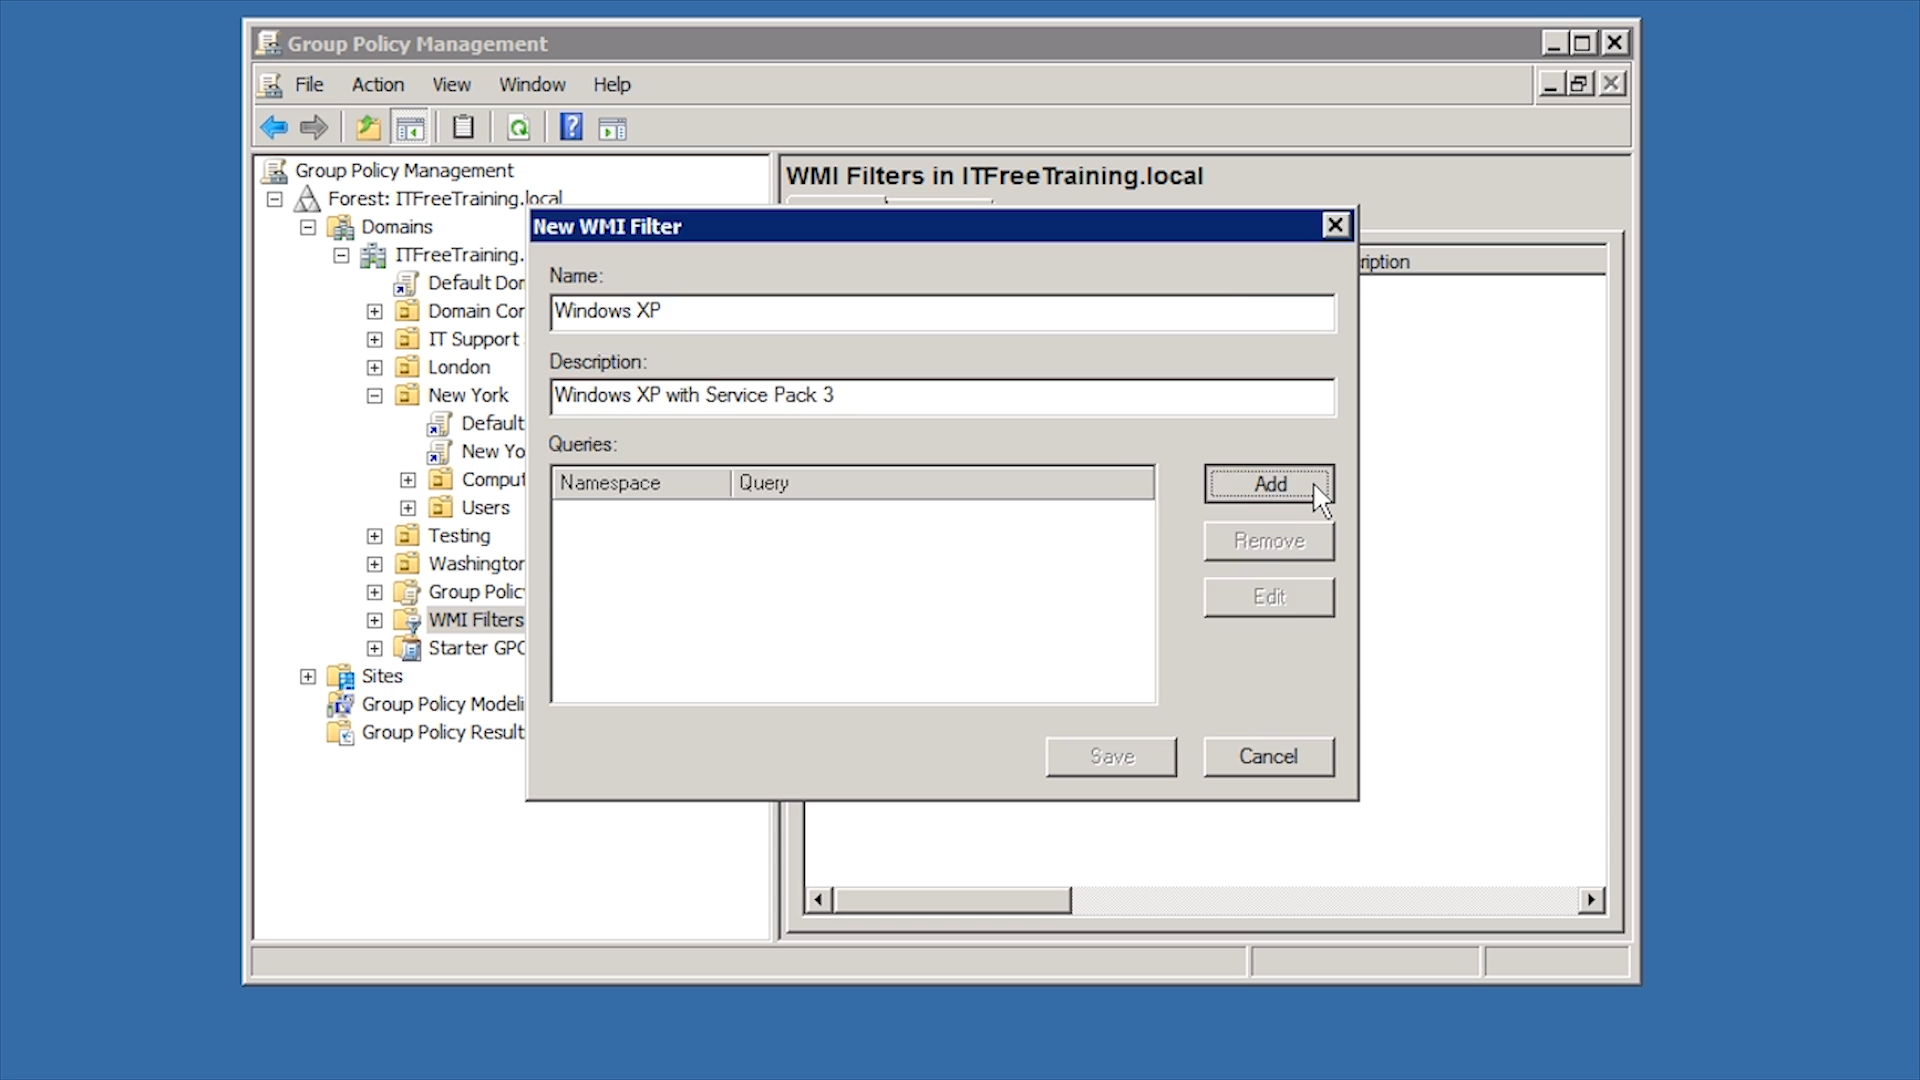 Group Policy Management
File Action View Window Help
Group Policy Management
Forest: ITFreeTraining.local
Domains
ITFreeTraining.
Default Dor
Domain Cor
IT Support
London
New York
Default
New Yo
Comput
Users
Testing
Washington
Group Polic
WMI Filters
Starter GPO
Sites
Group Policy Modeli
Group Policy Result
WMI Filters in ITFreeTraining.local
ription
New WMI Filter
Name:
Windows XP
Description:
Windows XP with Service Pack 3
Queries:
Namespace Query
Add
Remove
Edit
Save Cancel